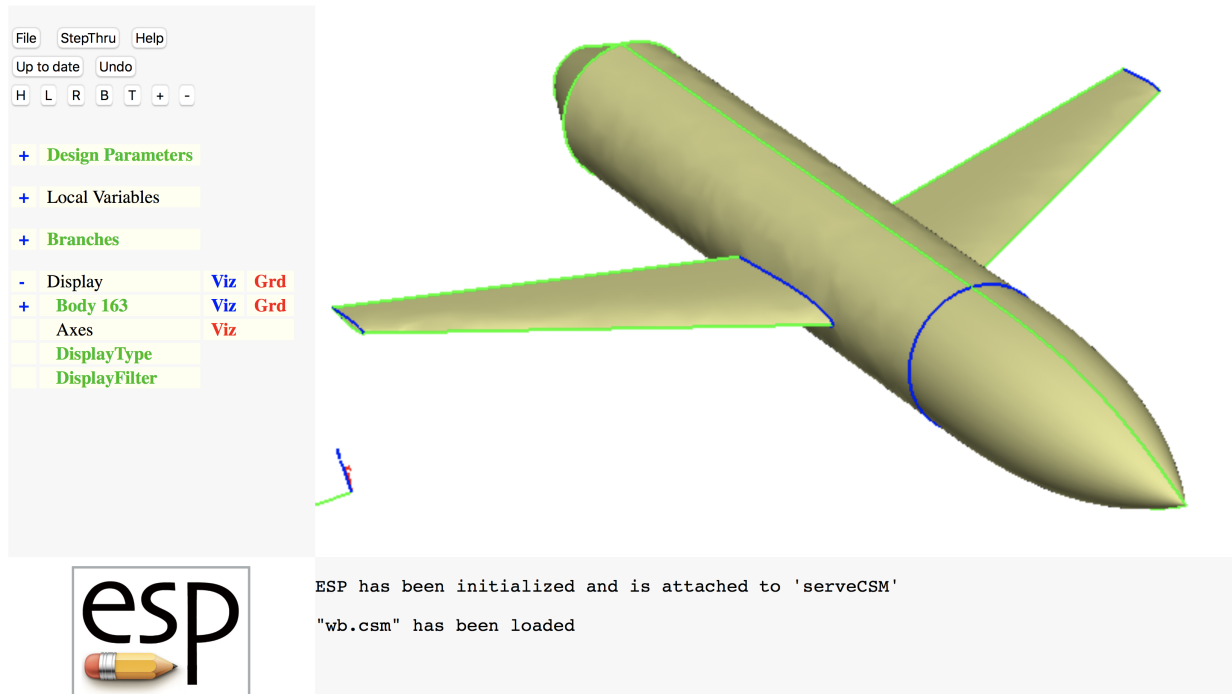 File StepThru Help
Up to date Undo
H L R B T + -
+ Design Parameters
+ Local Variables
+ Branches
- Display Viz Grd
+ Body 163 Viz Grd
Axes Viz
DisplayType
DisplayFilter
esp
ESP has been initialized and is attached to 'serveCSM'
"wb.csm" has been loaded